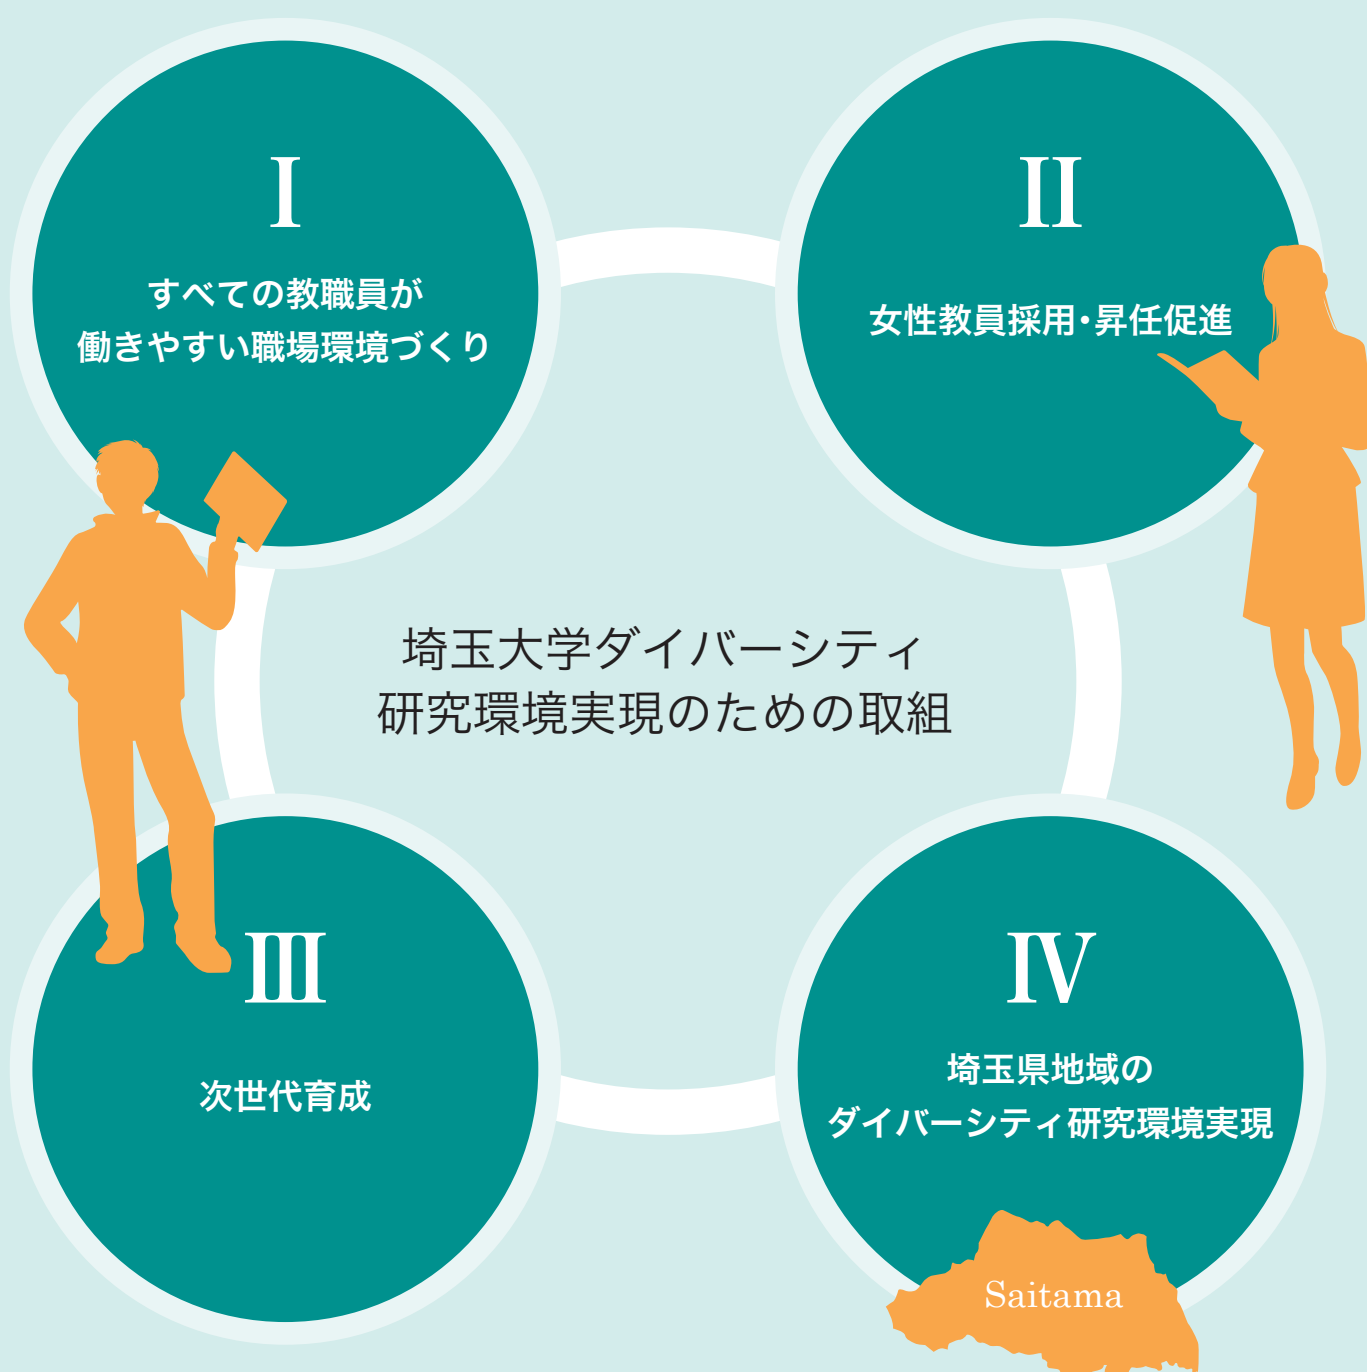 I
すべての教職員が
働きやすい職場環境づくり
II
女性教員採用・昇任促進
埼玉大学ダイバーシティ
研究環境実現のための取組
III
次世代育成
IV
埼玉県地域の
ダイバーシティ研究環境実現
Saitama